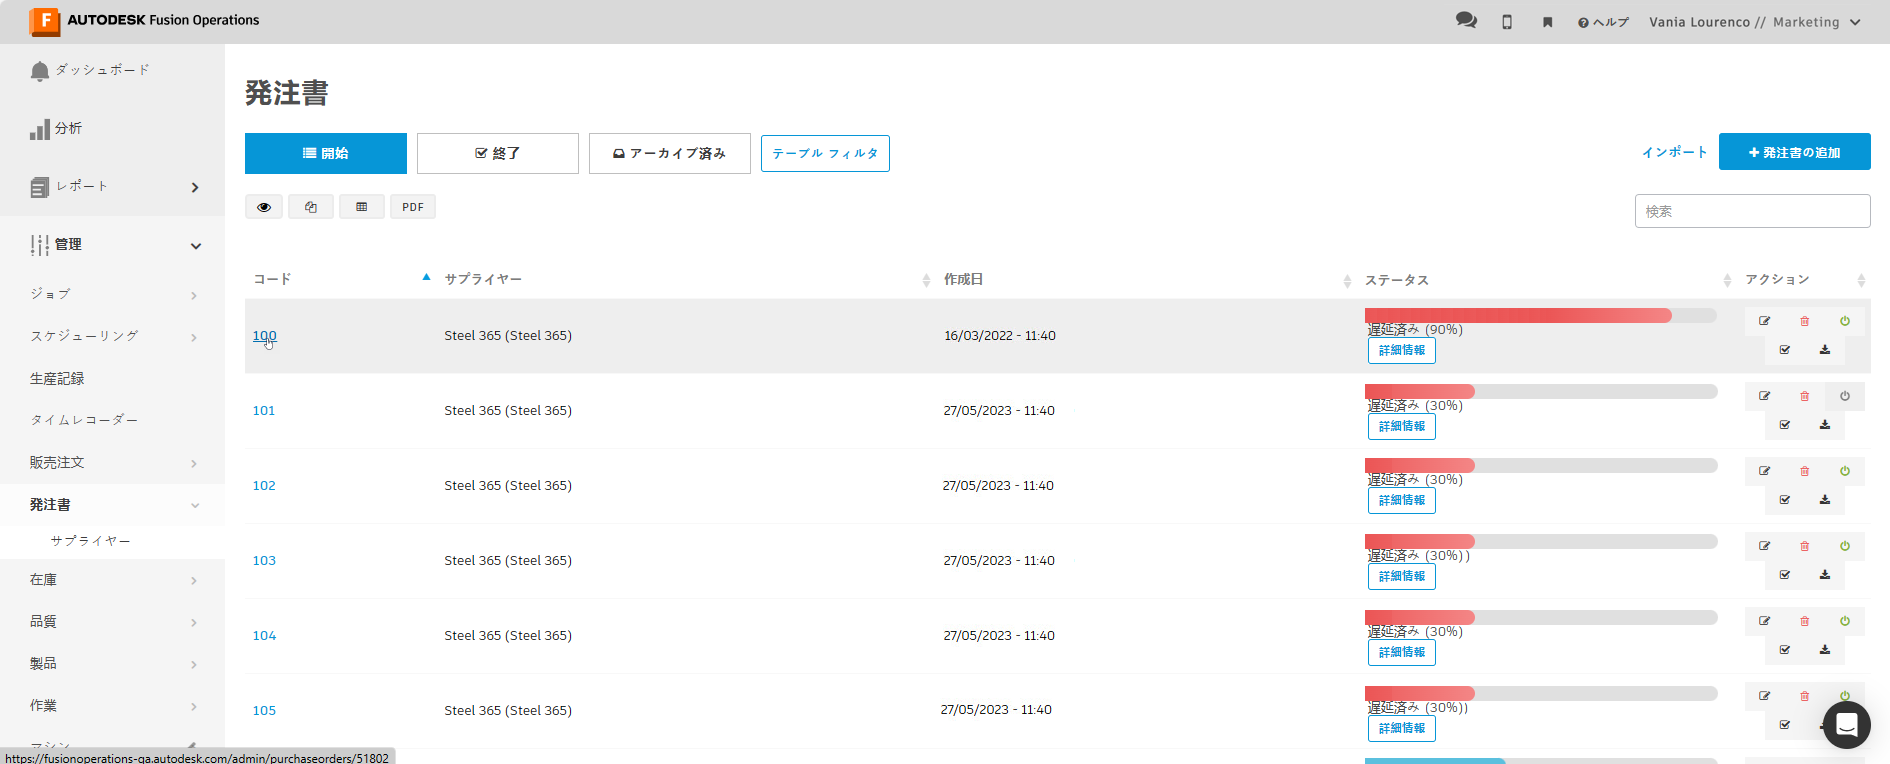 AUTODESK Fusion Operations
ヘルプ
Vania Lourenco // Marketing
ダッシュボード
分析
レポート
管理
ジョブ
スケジューリング
生産記録
タイムレコーダー
販売注文
発注書
サプライヤー
在庫
品質
製品
作業
マシン
https://fusionoperations-qa.autodesk.com/admin/purchaseorders/51802
発注書
開始
終了
アーカイブ済み
テーブル フィルタ
インポート
+ 発注書の追加
PDF
検索
コード サプライヤー 作成日 ステータス アクション
100 Steel 365 (Steel 365) 16/03/2022 - 11:40 遅延済み (90%)
詳細情報
101 Steel 365 (Steel 365) 27/05/2023 - 11:40 遅延済み (30%)
詳細情報
102 Steel 365 (Steel 365) 27/05/2023 - 11:40 遅延済み (30%)
詳細情報
103 Steel 365 (Steel 365) 27/05/2023 - 11:40 遅延済み (30%))
詳細情報
104 Steel 365 (Steel 365) 27/05/2023 - 11:40 遅延済み (30%)
詳細情報
105 Steel 365 (Steel 365) 27/05/2023 - 11:40 遅延済み (30%))
詳細情報